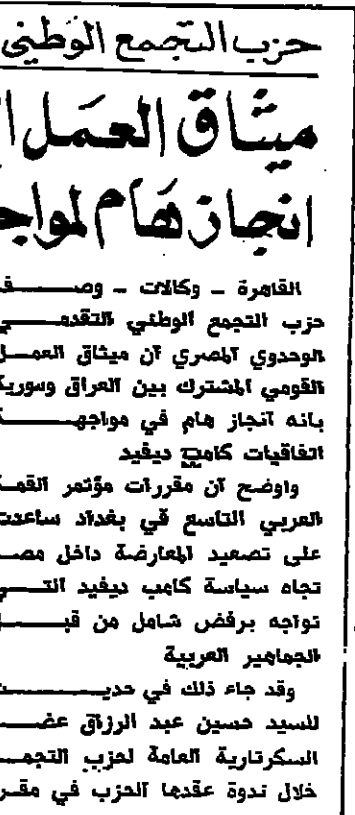 حزب التجمع الوطني
ميثاق العمل ا
انجاز هام لمواج
القاهرة ـ وكالات ـ وصف
حزب التجمع الوطني التقدمي
الوحدوي المصري أن ميثاق العمل
القومي المشترك بين العراق وسوريا
بانه انجاز هام في مواجهة
اتفاقيات كامب ديفيد
واوضح أن مقررات مؤتمر القمة
العربي التاسع في بغداد ساعدت
على تصعيد المعارضة داخل مصر
تجاه سياسة كامب ديفيد التي
تواجه برفض شامل من قبل
الجماهير العربية
وقد جاء ذلك في حديث
للسيد حسين عبد الرزاق عضو
السكرتارية العامة لحزب التجمع
خلال ندوة عقدها الحزب في مقر